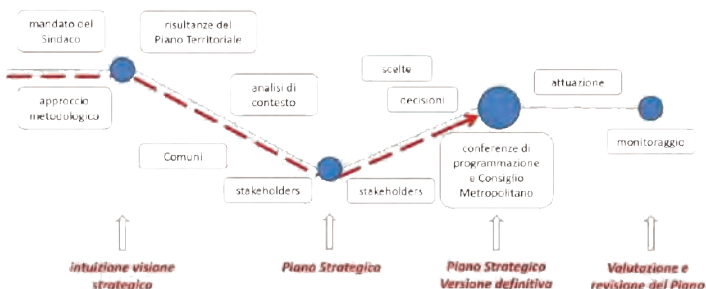 mandato del
Sindaco
risultanze del
Piano Territoriale
approccio
metodologico
analisi di
contesto
Comuni
stakeholders
scelte
decisioni
stakeholders
attuazione
conferenze di
programmazione
e Consiglio
Metropolitano
monitoraggio
intuizione visione
strategica
Piano Strategico
Piano Strategico
Versione definitiva
Valutazione e
revisione del Piano